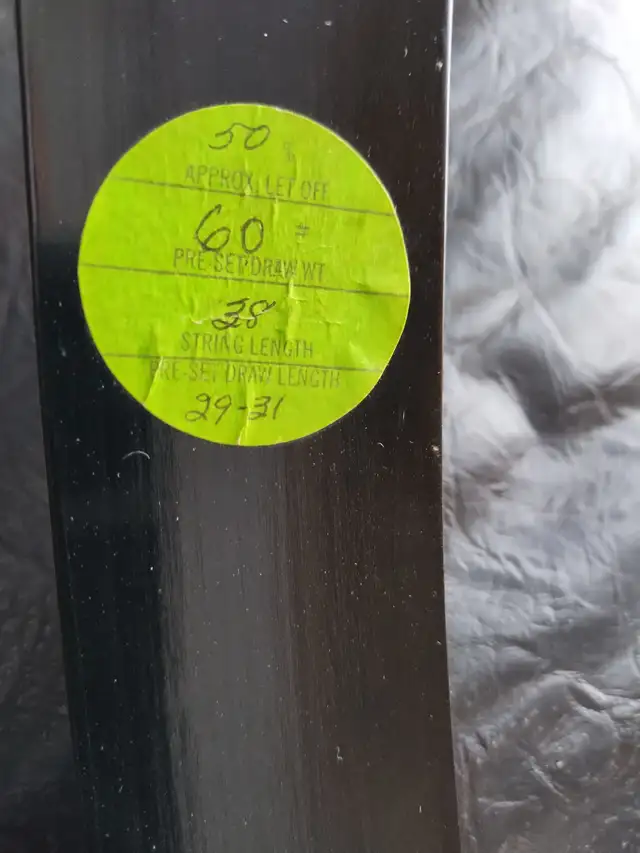 50 %
APPROX. LET OFF
60 #
PRE-SET DRAW WT
38
STRING LENGTH
PRE-SET DRAW LENGTH
29-31